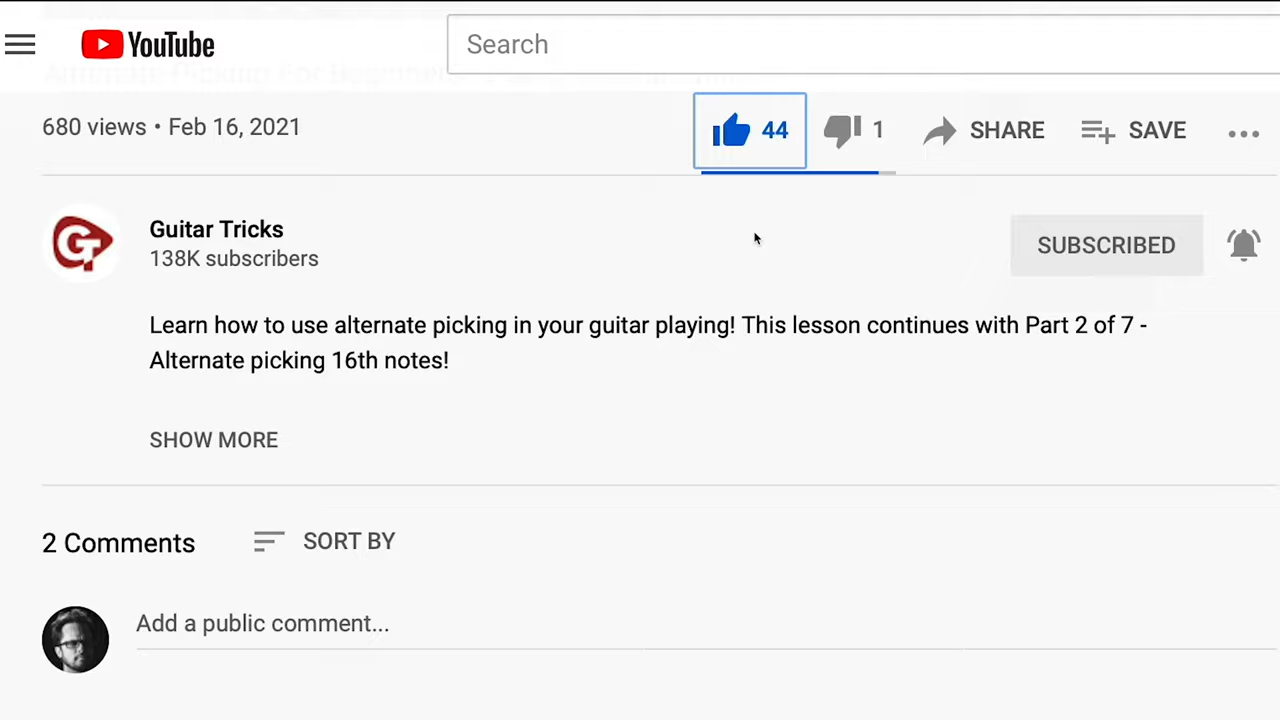 YouTube
Search
680 views • Feb 16, 2021
44
1
SHARE
SAVE
Guitar Tricks
138K subscribers
SUBSCRIBED
Learn how to use alternate picking in your guitar playing! This lesson continues with Part 2 of 7 -
Alternate picking 16th notes!
SHOW MORE
2 Comments
SORT BY
Add a public comment...